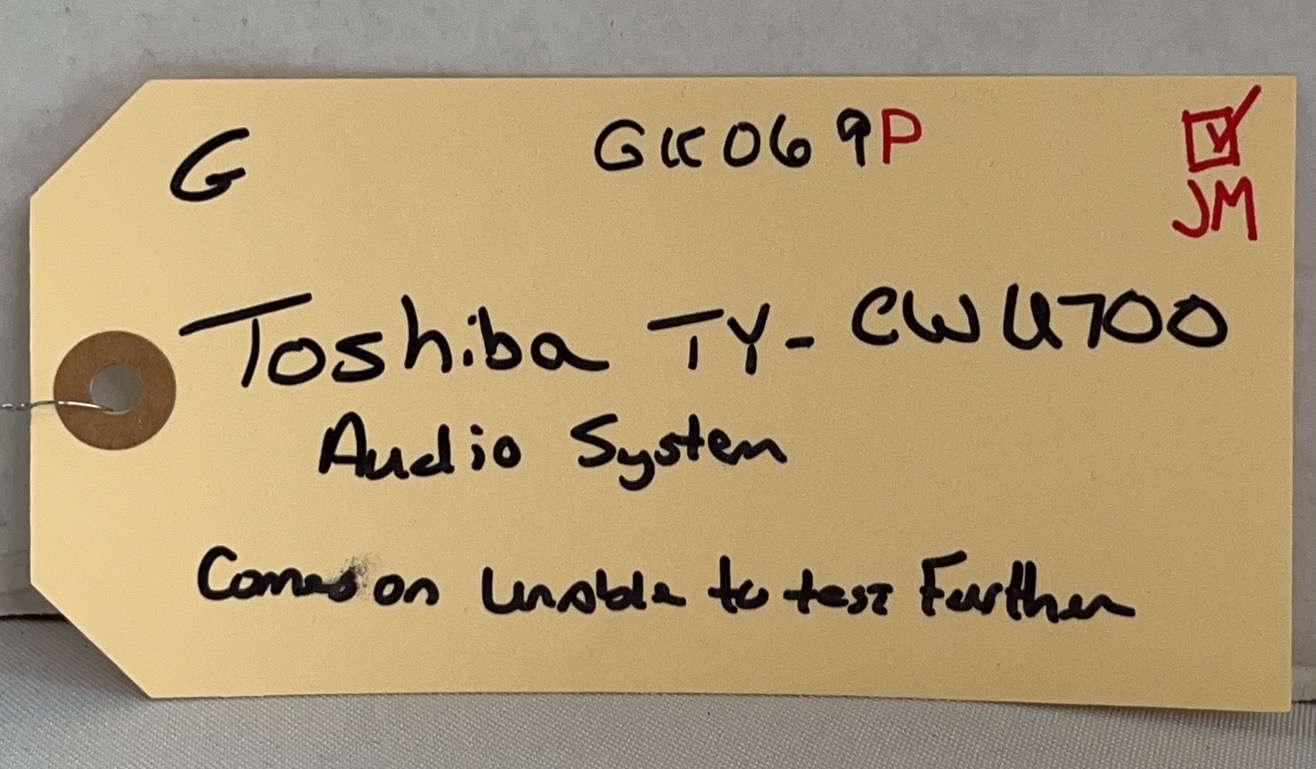 G GK069P ☑
JM
Toshiba TY-CWU700
Audio System
Comes on unable to test Further